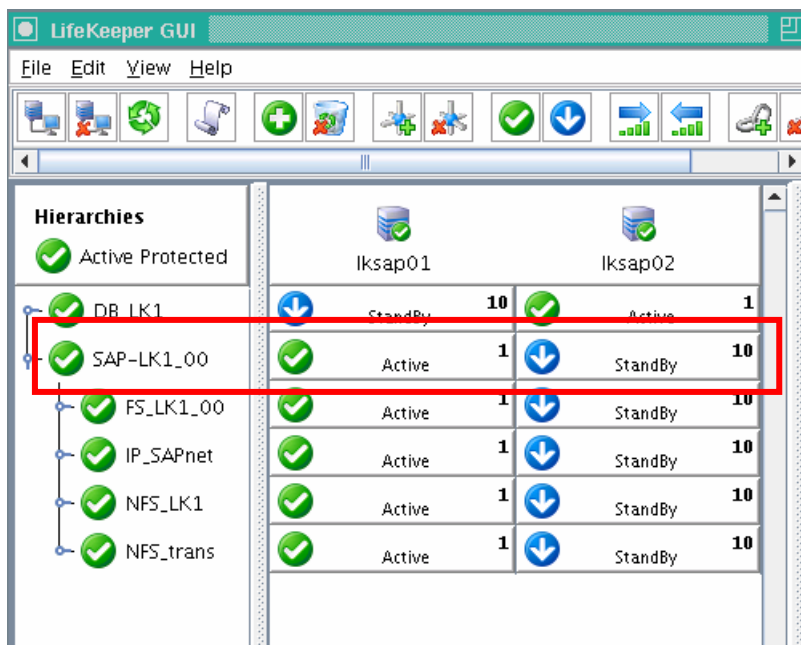 LifeKeeper GUI
File Edit View Help
Hierarchies
Active Protected
lksap01 lksap02
DB_LK1 StandBy 10 Active 1
SAP-LK1_00 Active 1 StandBy 10
FS_LK1_00 Active 1 StandBy 10
IP_SAPnet Active 1 StandBy 10
NFS_LK1 Active 1 StandBy 10
NFS_trans Active 1 StandBy 10